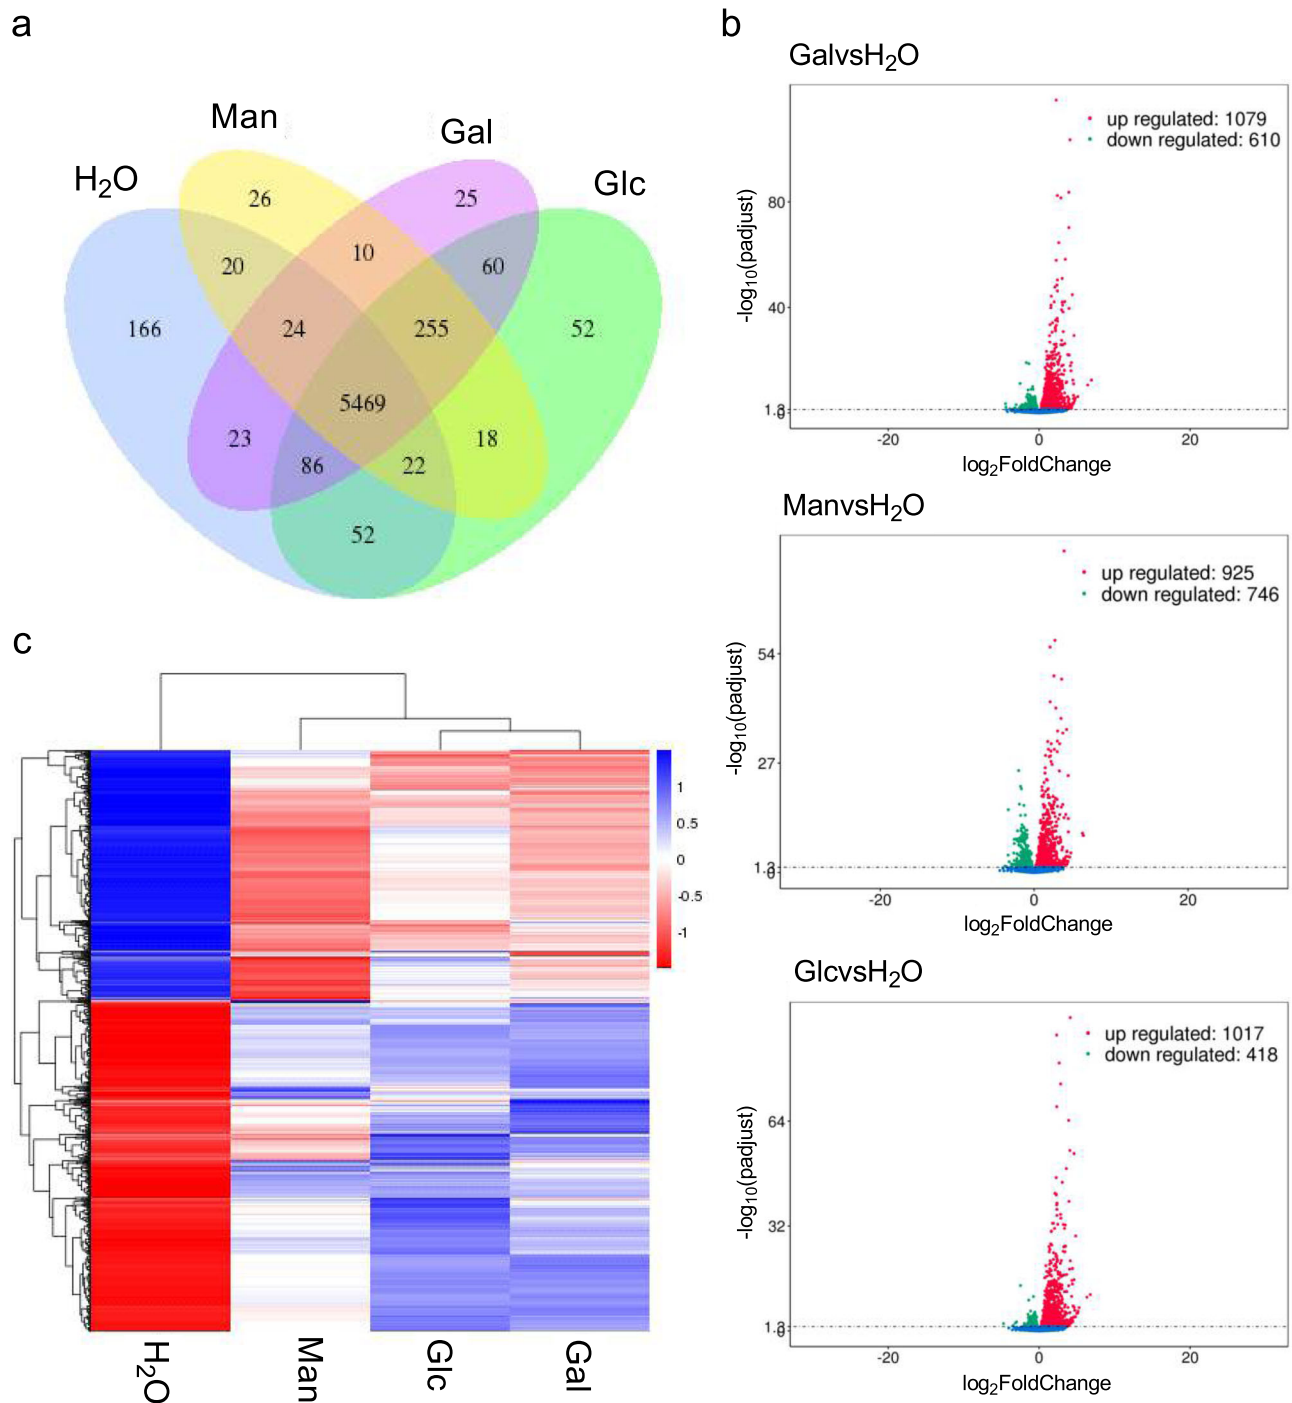 a
H₂O
Man
Gal
Glc
26
25
20
10
60
166
24
255
52
5469
23
86
22
18
52
b
GalvsH₂O
up regulated: 1079
down regulated: 610
80
40
1.3
0
-log₁₀(padjust)
-20 0 20
log₂FoldChange
ManvsH₂O
up regulated: 925
down regulated: 746
54
27
1.3
0
-log₁₀(padjust)
-20 0 20
log₂FoldChange
GlcvsH₂O
up regulated: 1017
down regulated: 418
64
32
1.3
0
-log₁₀(padjust)
-20 0 20
log₂FoldChange
c
1
0.5
0
-0.5
-1
H₂O
Man
Glc
Gal